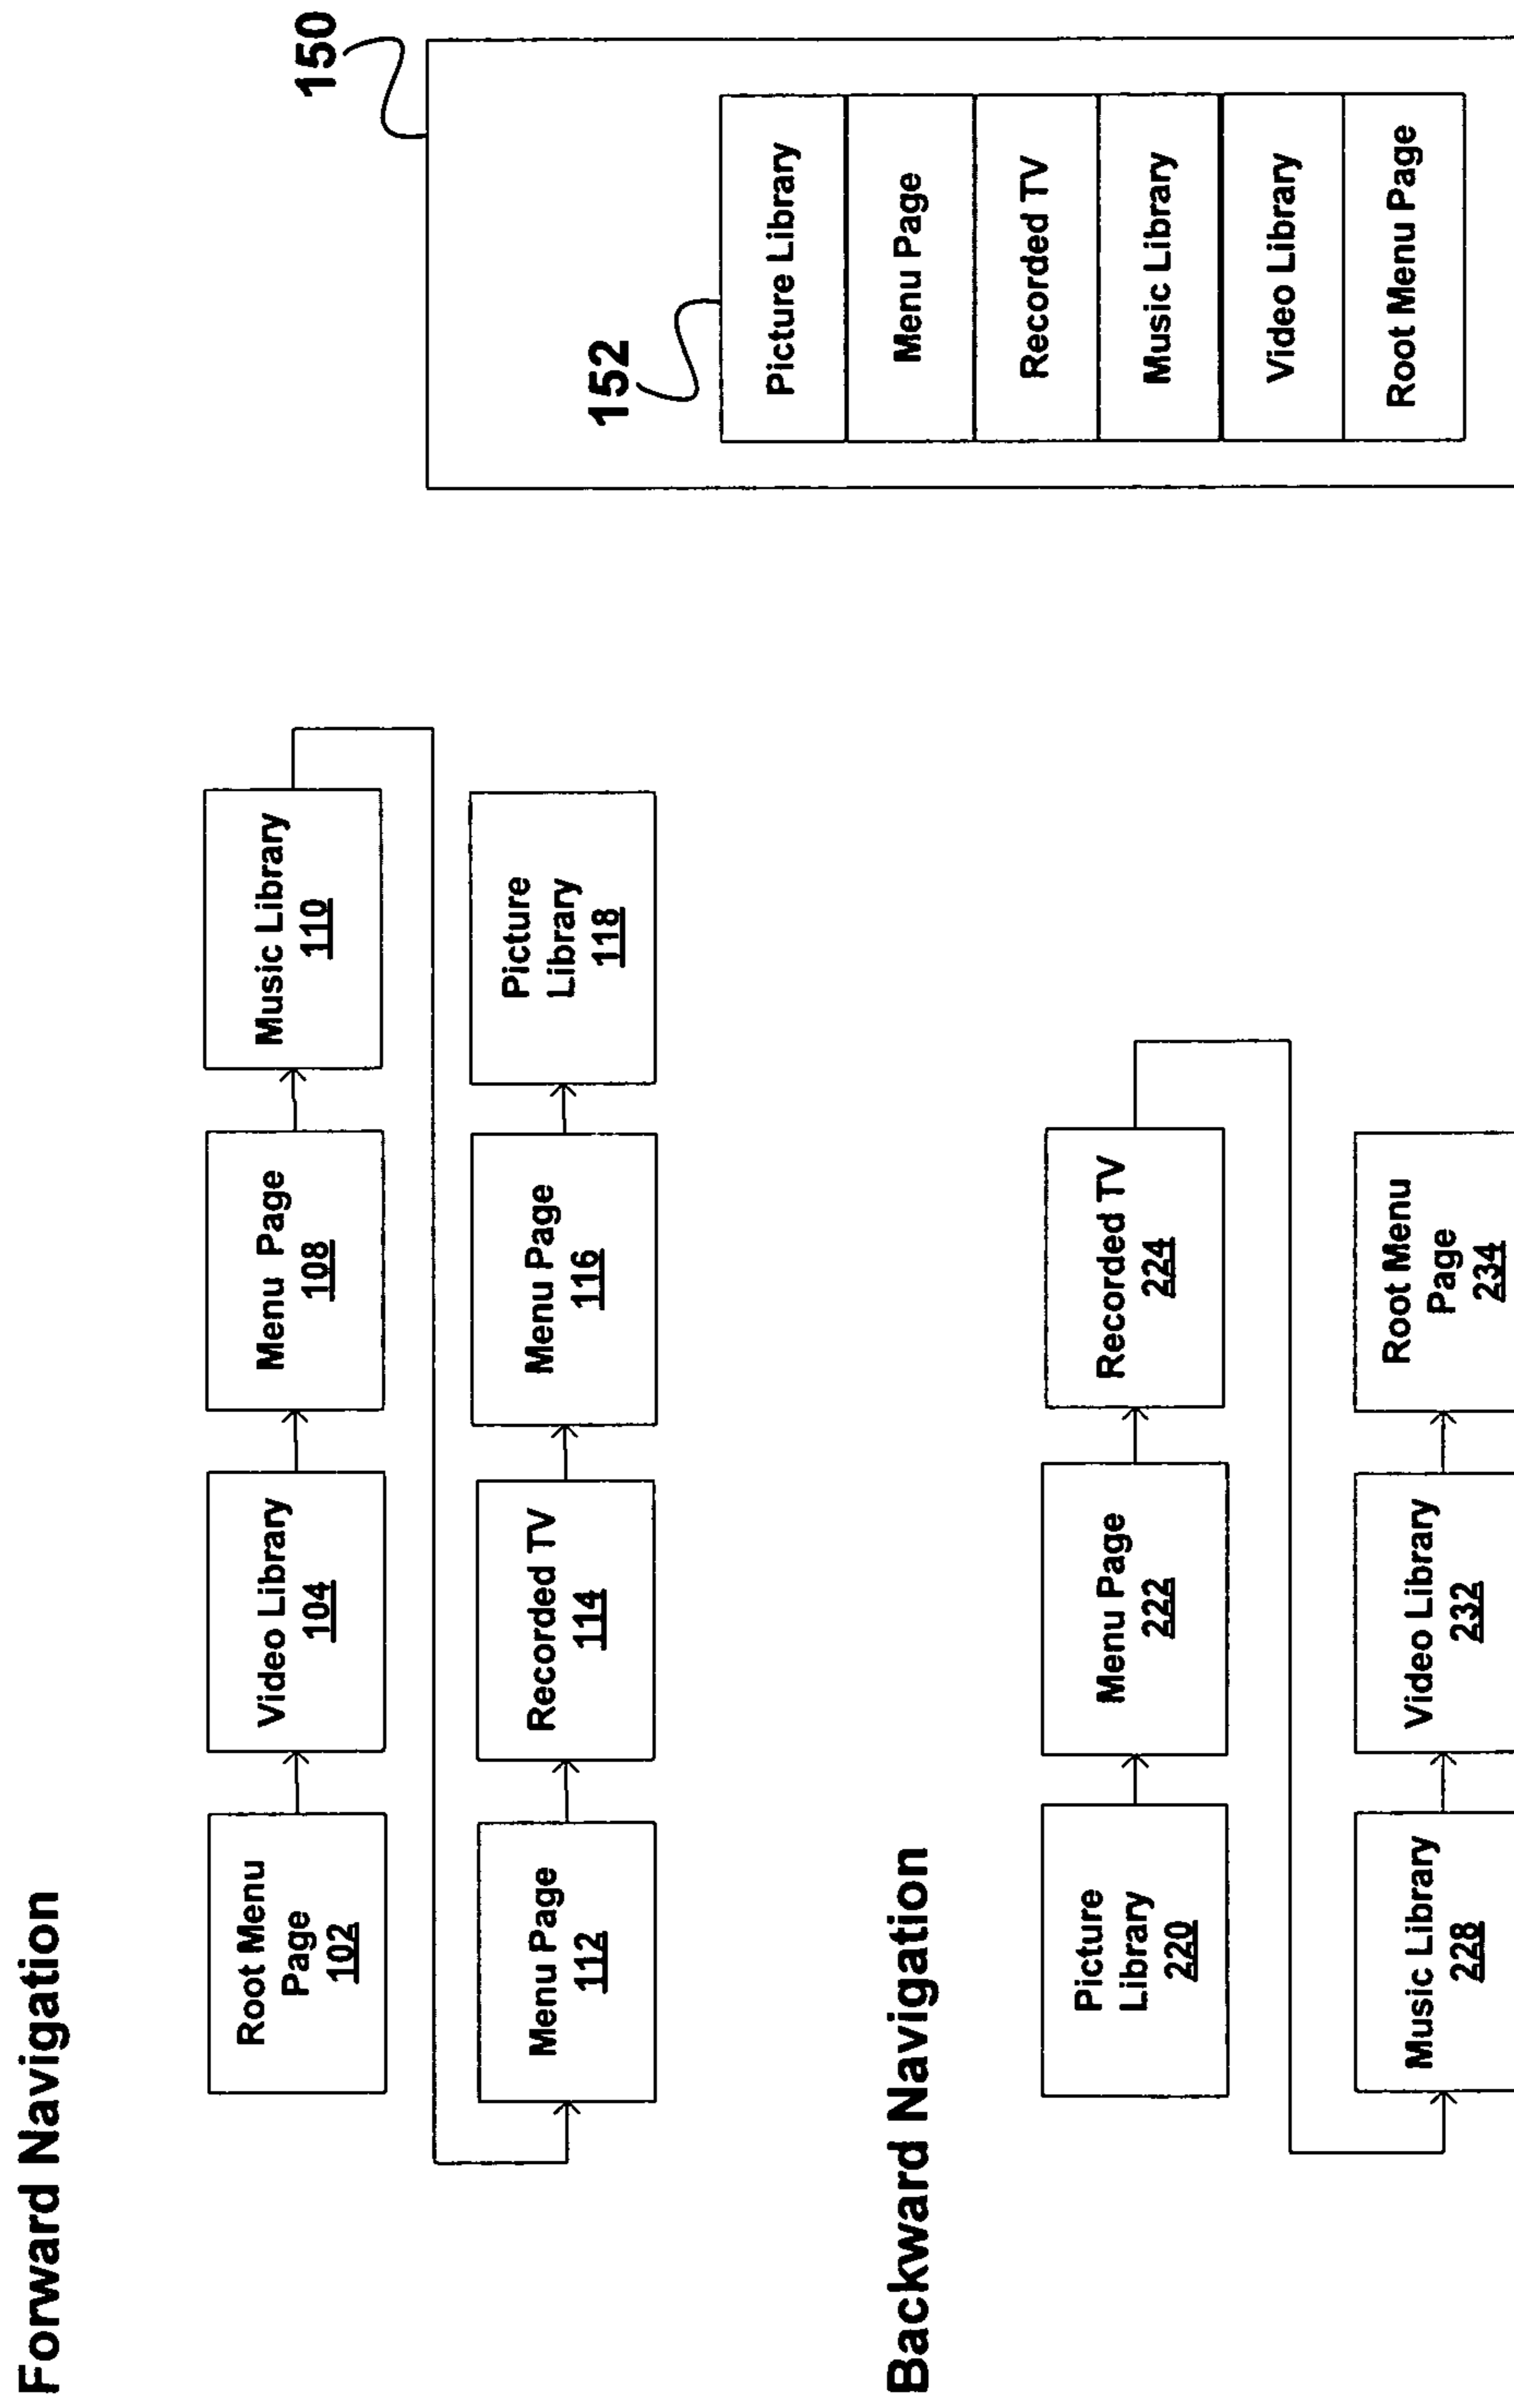 Forward Navigation
Root Menu
Page
102
Video Library
104
Menu Page
108
Music Library
110
Menu Page
112
Recorded TV
114
Menu Page
116
Picture
Library
118
Backward Navigation
Picture
Library
220
Menu Page
222
Recorded TV
224
Music Library
228
Video Library
232
Root Menu
Page
234
150
152
Picture Library
Menu Page
Recorded TV
Music Library
Video Library
Root Menu Page